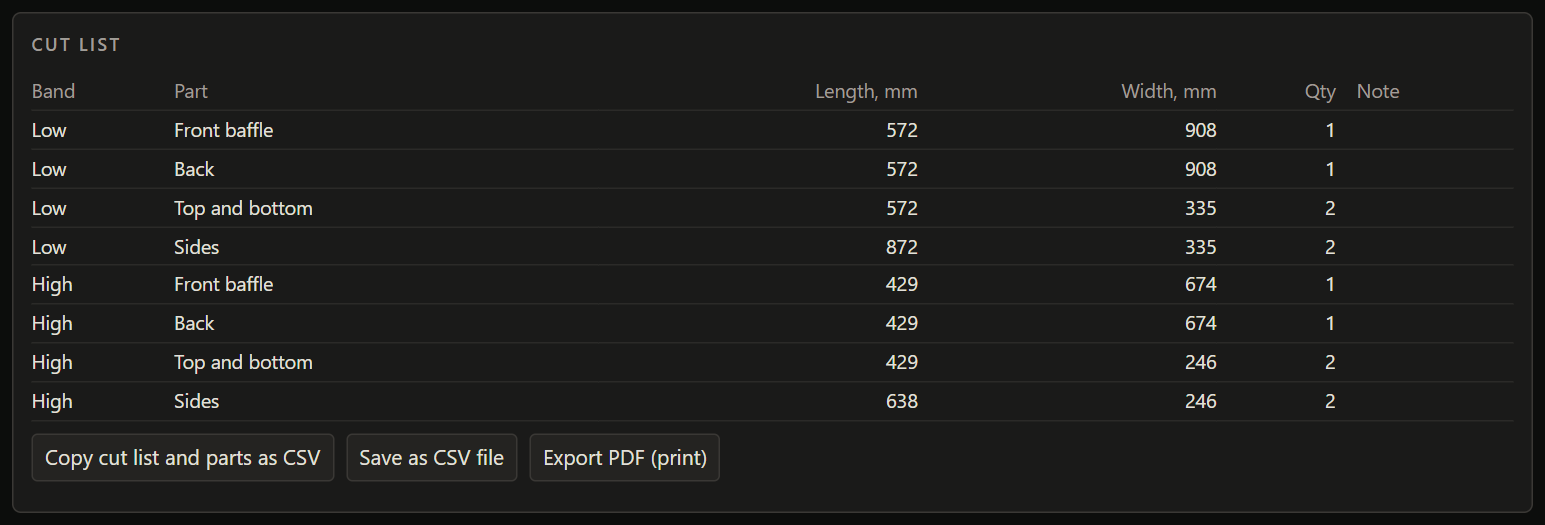 CUT LIST
Band Part Length, mm Width, mm Qty Note
Low Front baffle 572 908 1
Low Back 572 908 1
Low Top and bottom 572 335 2
Low Sides 872 335 2
High Front baffle 429 674 1
High Back 429 674 1
High Top and bottom 429 246 2
High Sides 638 246 2
Copy cut list and parts as CSV Save as CSV file Export PDF (print)